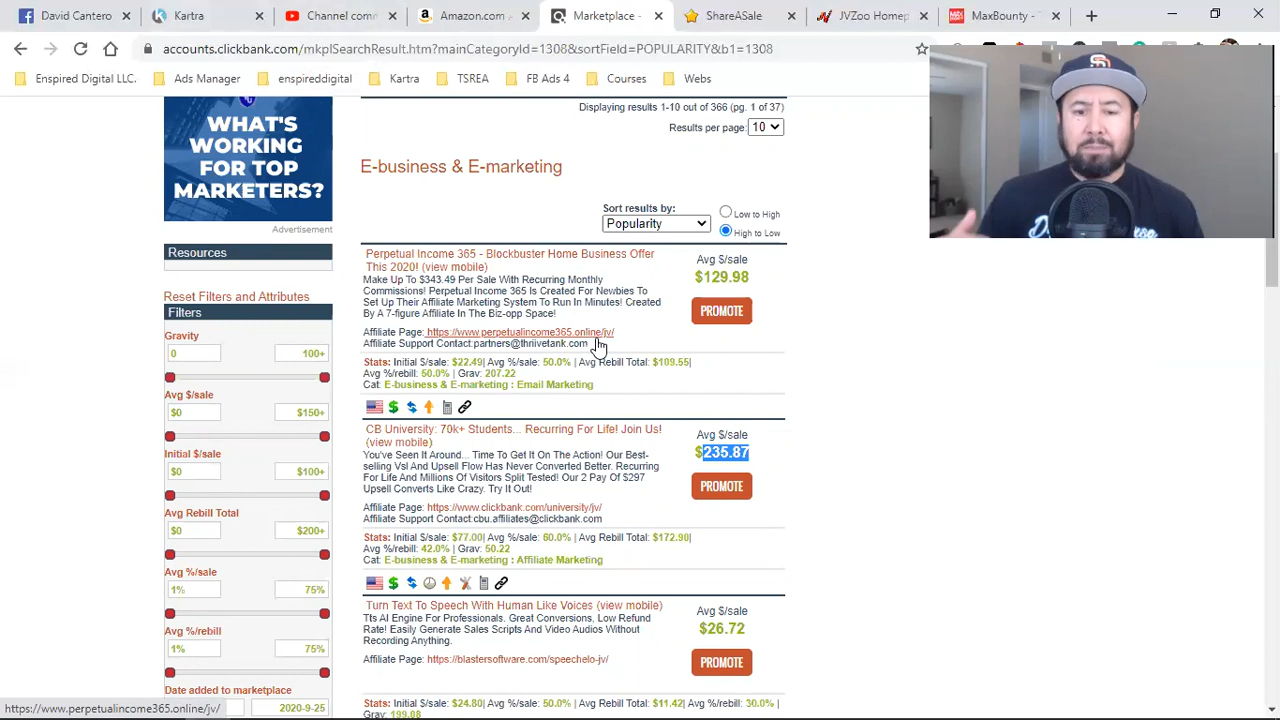 David Cantero
Kartra
Channel com
Amazon.com
Marketplace -
ShareASale
JVZoo Homep
MaxBounty -
accounts.clickbank.com/mkplSearchResult.htm?mainCategoryId=1308&sortField=POPULARITY&b1=1308
Enspired Digital LLC.
Ads Manager
enspireddigital
Kartra
TSREA
FB Ads 4
Courses
Webs
WHAT'S
WORKING
FOR TOP
MARKETERS?
Advertisement
Resources
Reset Filters and Attributes
Filters
Gravity
0 100+
Avg $/sale
$0 $150+
Initial $/sale
$0 $100+
Avg Rebill Total
$0 $200+
Avg %/sale
1% 75%
Avg %/rebill
1% 75%
Date added to marketplace
2020-9-25
Displaying results 1-10 out of 366 (pg. 1 of 37)
Results per page: 10
E-business & E-marketing
Sort results by:
Popularity
Low to High
High to Low
Perpetual Income 365 - Blockbuster Home Business Offer
This 2020! (view mobile)
Make Up To $343.49 Per Sale With Recurring Monthly
Commissions! Perpetual Income 365 Is Created For Newbies To
Set Up Their Affiliate Marketing System To Run In Minutes! Created
By A 7-figure Affiliate In The Biz-opp Space!
Affiliate Page: https://www.perpetualincome365.online/jv/
Affiliate Support Contact:partners@thriivetank.com
Avg $/sale
$129.98
PROMOTE
Stats: Initial $/sale: $22.49| Avg %/sale: 50.0% | Avg Rebill Total: $109.55|
Avg %/rebill: 50.0% | Grav: 207.22
Cat: E-business & E-marketing : Email Marketing
CB University: 70k+ Students... Recurring For Life! Join Us!
(view mobile)
You've Seen It Around... Time To Get It On The Action! Our Best-
selling Vsl And Upsell Flow Has Never Converted Better. Recurring
For Life And Millions Of Visitors Split Tested! Our 2 Pay Of $297
Upsell Converts Like Crazy. Try It Out!
Affiliate Page: https://www.clickbank.com/university/jv/
Affiliate Support Contact:cbu.affiliates@clickbank.com
Avg $/sale
$235.87
PROMOTE
Stats: Initial $/sale: $77.00| Avg %/sale: 60.0% | Avg Rebill Total: $172.90|
Avg %/rebill: 42.0% | Grav: 50.22
Cat: E-business & E-marketing : Affiliate Marketing
Turn Text To Speech With Human Like Voices (view mobile)
Tts AI Engine For Professionals. Great Conversions, Low Refund
Rate! Easily Generate Sales Scripts And Video Audios Without
Recording Anything.
Affiliate Page: https://blastersoftware.com/speechelo-jv/
Avg $/sale
$26.72
PROMOTE
Stats: Initial $/sale: $24.80| Avg %/sale: 50.0% | Avg Rebill Total: $11.42| Avg %/rebill: 30.0% |
Grav: 199.08
https://www.perpetualincome365.online/jv/